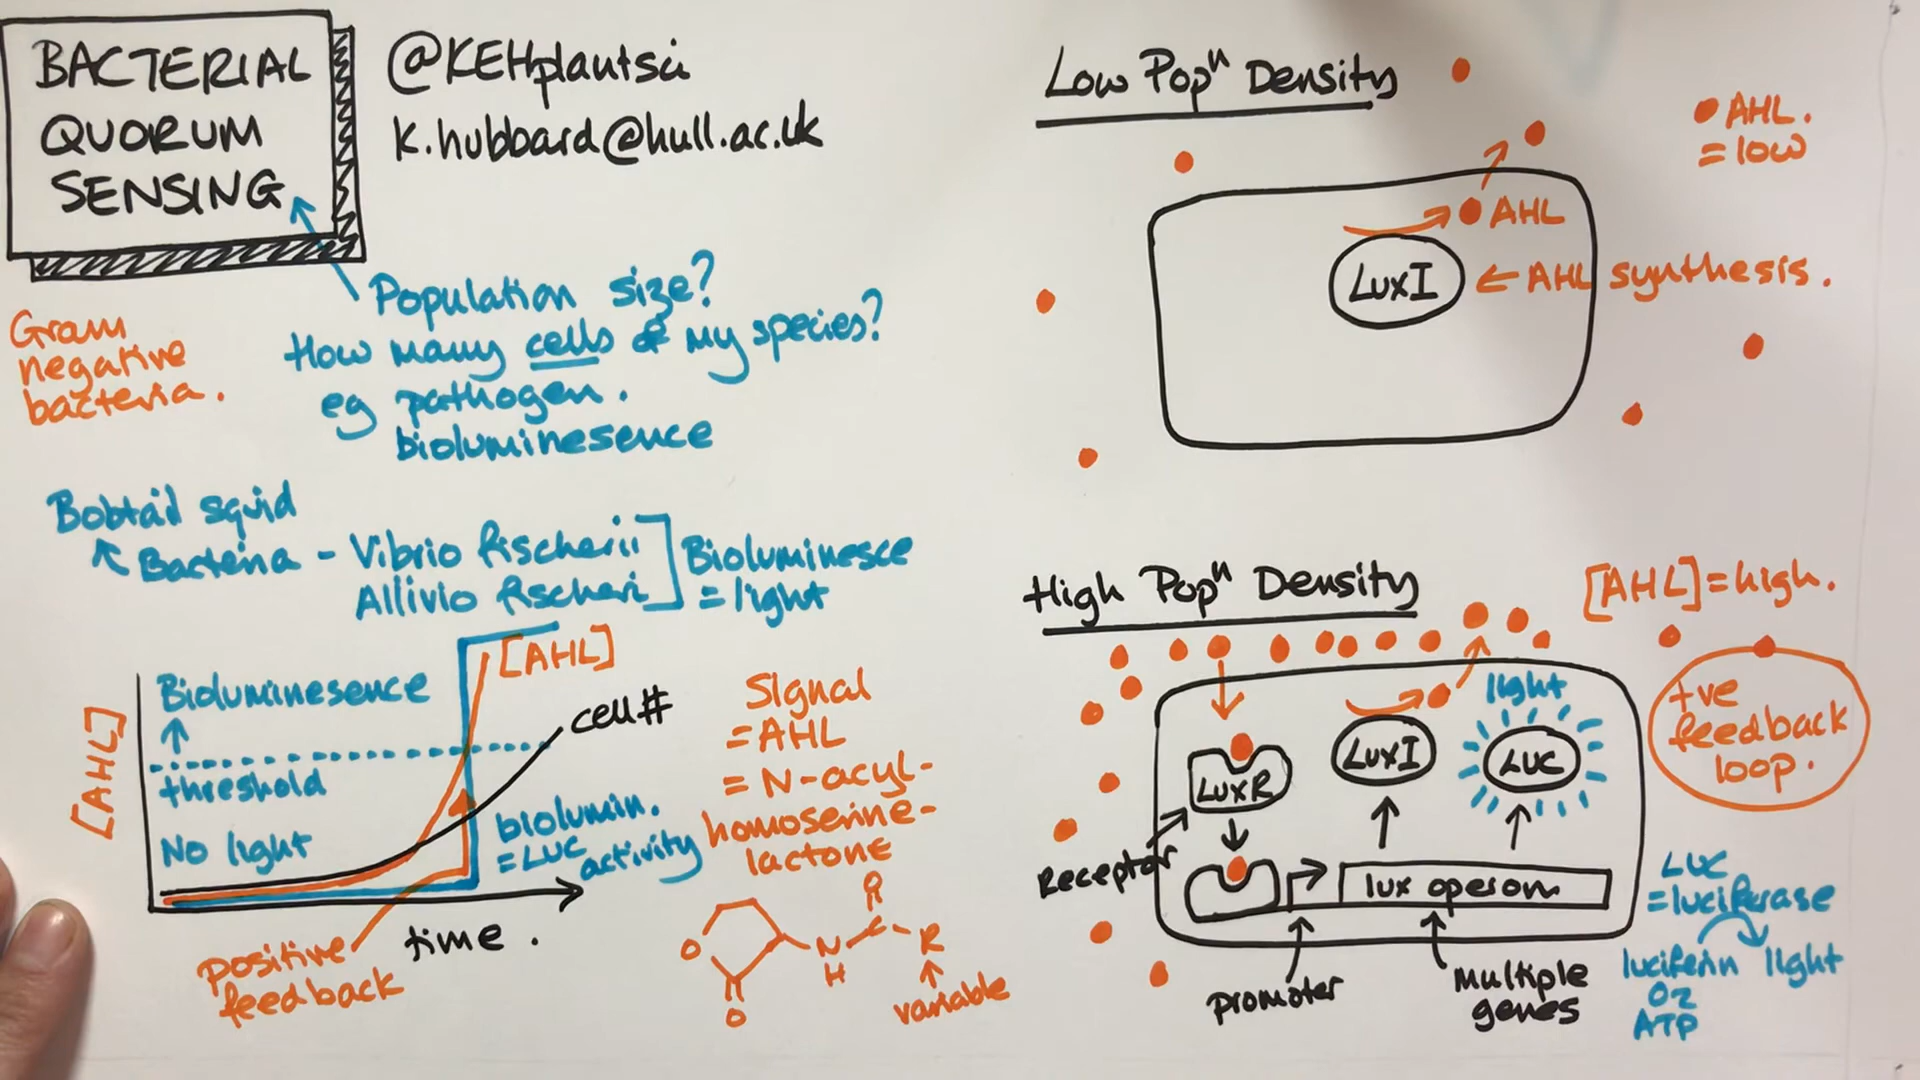 BACTERIAL
QUORUM
SENSING
@KEHplantsci
k.hubbard@hull.ac.uk
Gram
negative
bacteria.
Population size?
How many cells of my species?
eg pathogen.
bioluminesence
Bobtail squid
Bacteria - Vibrio fischerii
Allivio fischeri
Bioluminesce
= light
[AHL]
Bioluminesence
threshold
No light
[AHL]
cell#
biolumin.
= LUC activity
time.
positive
feedback
Signal
= AHL
= N-acyl-
homoserine-
lactone
O
O
N
H
C
O
R
variable
Low Popⁿ Density
AHL.
= low
AHL
LuxI
← AHL synthesis.
High Popⁿ Density
[AHL] = high.
+ve
feedback
loop.
light
LuxR
LuxI
LUC
Receptor
lux operon
promoter
Multiple
genes
LUC
= luciferase
luciferin light
O2
ATP